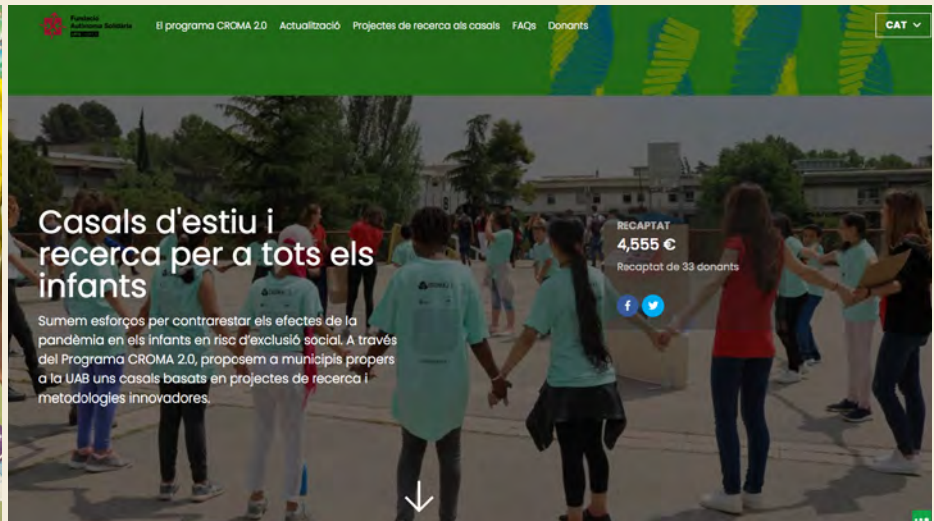 Fundació
Autònoma Solidària
El programa CROMA 2.0 Actualització Projectes de recerca als casals FAQs Donants
CAT
Casals d'estiu i
recerca per a tots els
infants
Sumem esforços per contrarestar els efectes de la
pandèmia en els infants en risc d'exclusió social. A través
del Programa CROMA 2.0, proposem a municipis propers
a la UAB uns casals basats en projectes de recerca i
metodologies innovadores.
RECAPTAT
4,555 €
Recaptat de 33 donants